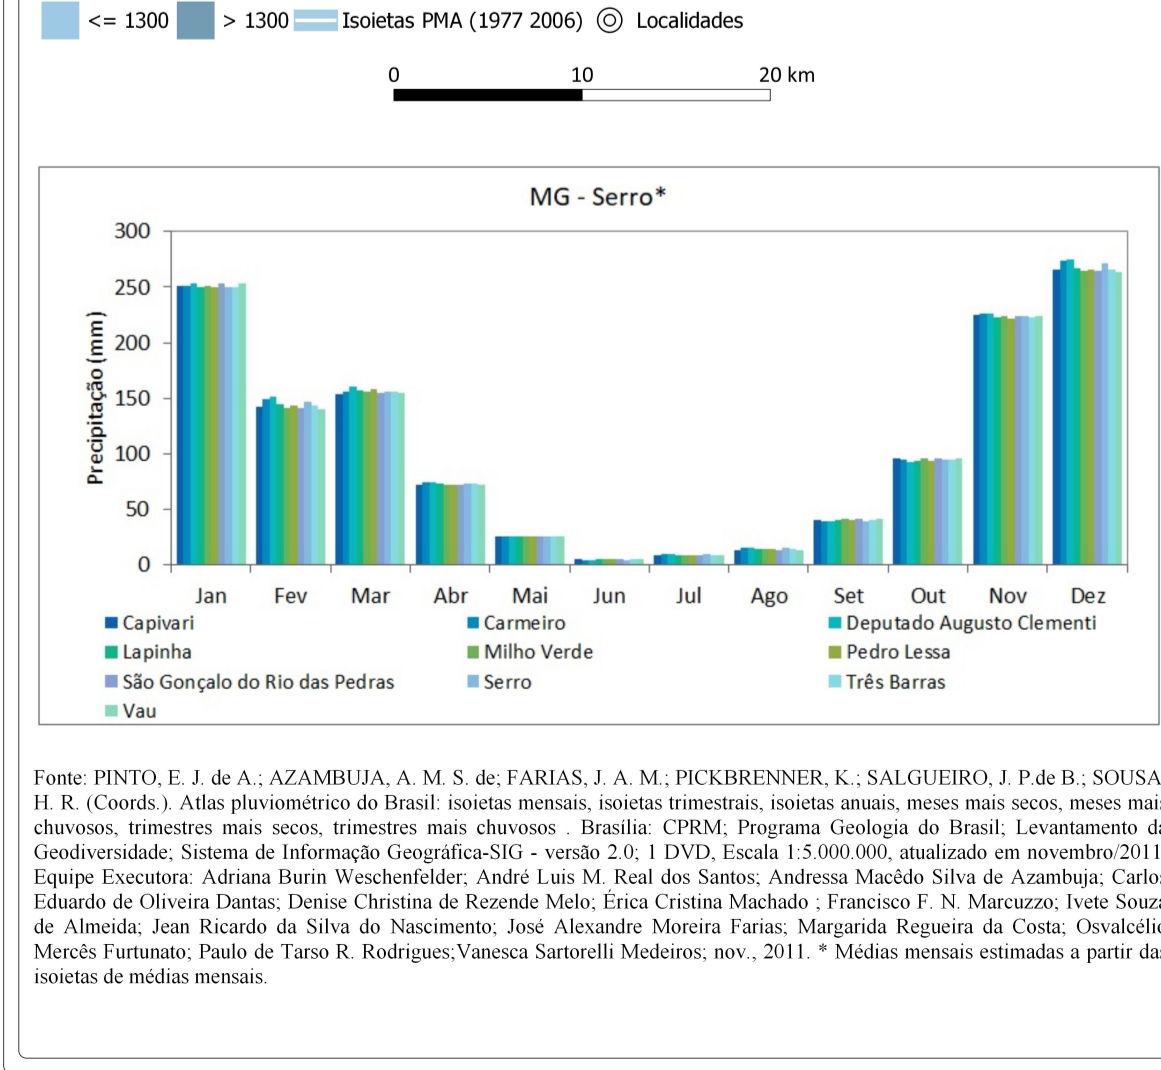 <= 1300 > 1300 Isoietas PMA (1977 2006) Localidades
0 10 20 km
MG - Serro*
Precipitação (mm)
300
250
200
150
100
50
0
Jan Fev Mar Abr Mai Jun Jul Ago Set Out Nov Dez
Capivari Carmeiro Deputado Augusto Clementi
Lapinha Milho Verde Pedro Lessa
São Gonçalo do Rio das Pedras Serro Três Barras
Vau
Fonte: PINTO, E. J. de A.; AZAMBUJA, A. M. S. de; FARIAS, J. A. M.; PICKBRENNER, K.; SALGUEIRO, J. P.de B.; SOUSA
H. R. (Coords.). Atlas pluviométrico do Brasil: isoietas mensais, isoietas trimestrais, isoietas anuais, meses mais secos, meses mai
chuvosos, trimestres mais secos, trimestres mais chuvosos . Brasília: CPRM; Programa Geologia do Brasil; Levantamento da
Geodiversidade; Sistema de Informação Geográfica-SIG - versão 2.0; 1 DVD, Escala 1:5.000.000, atualizado em novembro/2011
Equipe Executora: Adriana Burin Weschenfelder; André Luis M. Real dos Santos; Andressa Macêdo Silva de Azambuja; Carlos
Eduardo de Oliveira Dantas; Denise Christina de Rezende Melo; Érica Cristina Machado ; Francisco F. N. Marcuzzo; Ivete Souza
de Almeida; Jean Ricardo da Silva do Nascimento; José Alexandre Moreira Farias; Margarida Regueira da Costa; Osvalcélio
Mercês Furtunato; Paulo de Tarso R. Rodrigues;Vanesca Sartorelli Medeiros; nov., 2011. * Médias mensais estimadas a partir das
isoietas de médias mensais.